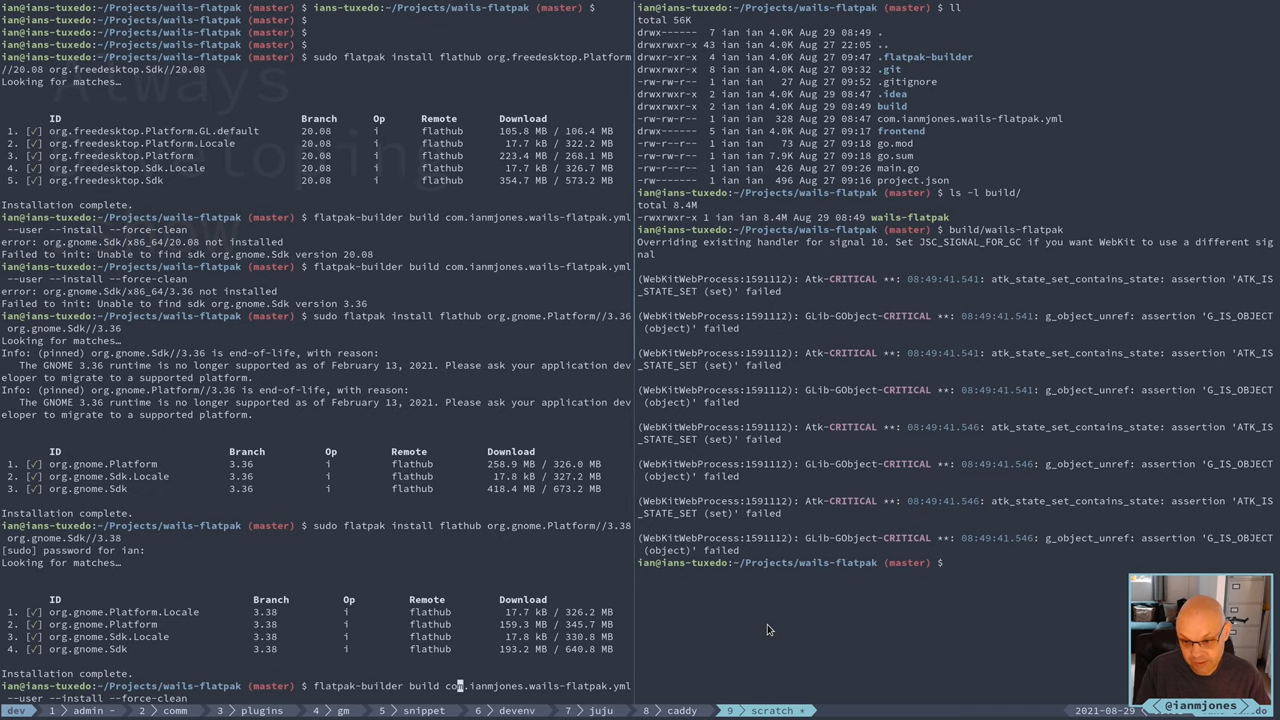 ian@ians-tuxedo:~/Projects/wails-flatpak (master) $ ians-tuxedo:~/Projects/wails-flatpak (master) $
ian@ians-tuxedo:~/Projects/wails-flatpak (master) $
ian@ians-tuxedo:~/Projects/wails-flatpak (master) $
ian@ians-tuxedo:~/Projects/wails-flatpak (master) $
ian@ians-tuxedo:~/Projects/wails-flatpak (master) $ sudo flatpak install flathub org.freedesktop.Platform
//20.08 org.freedesktop.Sdk//20.08
Looking for matches…
ID Branch Op Remote Download
1. [✓] org.freedesktop.Platform.GL.default 20.08 i flathub 105.8 MB / 106.4 MB
2. [✓] org.freedesktop.Platform.Locale 20.08 i flathub 17.7 kB / 322.2 MB
3. [✓] org.freedesktop.Platform 20.08 i flathub 223.4 MB / 268.1 MB
4. [✓] org.freedesktop.Sdk.Locale 20.08 i flathub 17.7 kB / 326.7 MB
5. [✓] org.freedesktop.Sdk 20.08 i flathub 354.7 MB / 573.2 MB
Installation complete.
ian@ians-tuxedo:~/Projects/wails-flatpak (master) $ flatpak-builder build com.ianmjones.wails-flatpak.yml
--user --install --force-clean
error: org.gnome.Sdk/x86_64/20.08 not installed
Failed to init: Unable to find sdk org.gnome.Sdk version 20.08
ian@ians-tuxedo:~/Projects/wails-flatpak (master) $ flatpak-builder build com.ianmjones.wails-flatpak.yml
--user --install --force-clean
error: org.gnome.Sdk/x86_64/3.36 not installed
Failed to init: Unable to find sdk org.gnome.Sdk version 3.36
ian@ians-tuxedo:~/Projects/wails-flatpak (master) $ sudo flatpak install flathub org.gnome.Platform//3.36
org.gnome.Sdk//3.36
Looking for matches…
Info: (pinned) org.gnome.Sdk//3.36 is end-of-life, with reason:
The GNOME 3.36 runtime is no longer supported as of February 13, 2021. Please ask your application dev
eloper to migrate to a supported platform.
Info: (pinned) org.gnome.Platform//3.36 is end-of-life, with reason:
The GNOME 3.36 runtime is no longer supported as of February 13, 2021. Please ask your application dev
eloper to migrate to a supported platform.
ID Branch Op Remote Download
1. [✓] org.gnome.Platform 3.36 i flathub 258.9 MB / 326.0 MB
2. [✓] org.gnome.Sdk.Locale 3.36 i flathub 17.8 kB / 327.2 MB
3. [✓] org.gnome.Sdk 3.36 i flathub 418.4 MB / 673.2 MB
Installation complete.
ian@ians-tuxedo:~/Projects/wails-flatpak (master) $ sudo flatpak install flathub org.gnome.Platform//3.38
org.gnome.Sdk//3.38
[sudo] password for ian:
Looking for matches…
ID Branch Op Remote Download
1. [✓] org.gnome.Platform.Locale 3.38 i flathub 17.7 kB / 326.2 MB
2. [✓] org.gnome.Platform 3.38 i flathub 159.3 MB / 345.7 MB
3. [✓] org.gnome.Sdk.Locale 3.38 i flathub 17.8 kB / 330.8 MB
4. [✓] org.gnome.Sdk 3.38 i flathub 193.2 MB / 640.8 MB
Installation complete.
ian@ians-tuxedo:~/Projects/wails-flatpak (master) $ flatpak-builder build com.ianmjones.wails-flatpak.yml
--user --install --force-clean
ian@ians-tuxedo:~/Projects/wails-flatpak (master) $ ll
total 56K
drwx------ 7 ian ian 4.0K Aug 29 08:49 .
drwxrwxr-x 43 ian ian 4.0K Aug 27 22:05 ..
drwxr-xr-x 4 ian ian 4.0K Aug 27 09:47 .flatpak-builder
drwxrwxr-x 8 ian ian 4.0K Aug 27 09:32 .git
-rw-rw-r-- 1 ian ian 27 Aug 27 09:52 .gitignore
drwxrwxr-x 2 ian ian 4.0K Aug 29 08:47 .idea
drwxrwxr-x 2 ian ian 4.0K Aug 29 08:49 build
-rw-rw-r-- 1 ian ian 328 Aug 29 08:47 com.ianmjones.wails-flatpak.yml
drwxrwx--- 5 ian ian 4.0K Aug 27 09:17 frontend
-rw-rw-r-- 1 ian ian 73 Aug 27 09:18 go.mod
-rw-r--r-- 1 ian ian 7.9K Aug 27 09:18 go.sum
-rw-r--r-- 1 ian ian 426 Aug 27 09:26 main.go
-rw-r--r-- 1 ian ian 496 Aug 27 09:16 project.json
ian@ians-tuxedo:~/Projects/wails-flatpak (master) $ ls -l build/
total 8.4M
-rwxrwxr-x 1 ian ian 8.4M Aug 29 08:49 wails-flatpak
ian@ians-tuxedo:~/Projects/wails-flatpak (master) $ build/wails-flatpak
Overriding existing handler for signal 10. Set JSC_SIGNAL_FOR_GC if you want WebKit to use a different sig
nal
(WebKitWebProcess:1591112): Atk-CRITICAL **: 08:49:41.541: atk_state_set_contains_state: assertion 'ATK_IS
_STATE_SET (set)' failed
(WebKitWebProcess:1591112): GLib-GObject-CRITICAL **: 08:49:41.541: g_object_unref: assertion 'G_IS_OBJECT
(object)' failed
(WebKitWebProcess:1591112): Atk-CRITICAL **: 08:49:41.541: atk_state_set_contains_state: assertion 'ATK_IS
_STATE_SET (set)' failed
(WebKitWebProcess:1591112): GLib-GObject-CRITICAL **: 08:49:41.541: g_object_unref: assertion 'G_IS_OBJECT
(object)' failed
(WebKitWebProcess:1591112): Atk-CRITICAL **: 08:49:41.546: atk_state_set_contains_state: assertion 'ATK_IS
_STATE_SET (set)' failed
(WebKitWebProcess:1591112): GLib-GObject-CRITICAL **: 08:49:41.546: g_object_unref: assertion 'G_IS_OBJECT
(object)' failed
(WebKitWebProcess:1591112): Atk-CRITICAL **: 08:49:41.546: atk_state_set_contains_state: assertion 'ATK_IS
_STATE_SET (set)' failed
(WebKitWebProcess:1591112): GLib-GObject-CRITICAL **: 08:49:41.546: g_object_unref: assertion 'G_IS_OBJECT
(object)' failed
ian@ians-tuxedo:~/Projects/wails-flatpak (master) $
Always
dev 1 admin - 2 comm 3 plugins 4 gm 5 snippet 6 devenv 7 juju 8 caddy 9 scratch * 2021-08-29
@ianmjones